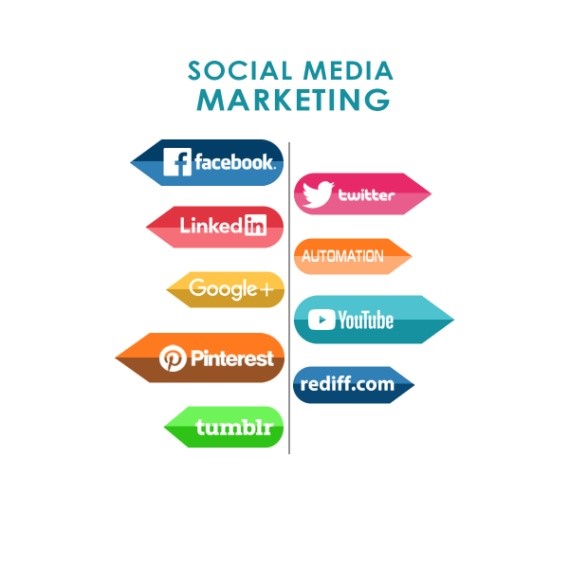 SOCIAL MEDIA
MARKETING
facebook.
twitter
Linkedin
AUTOMATION
Google+
YouTube
Pinterest
rediff.com
tumblr